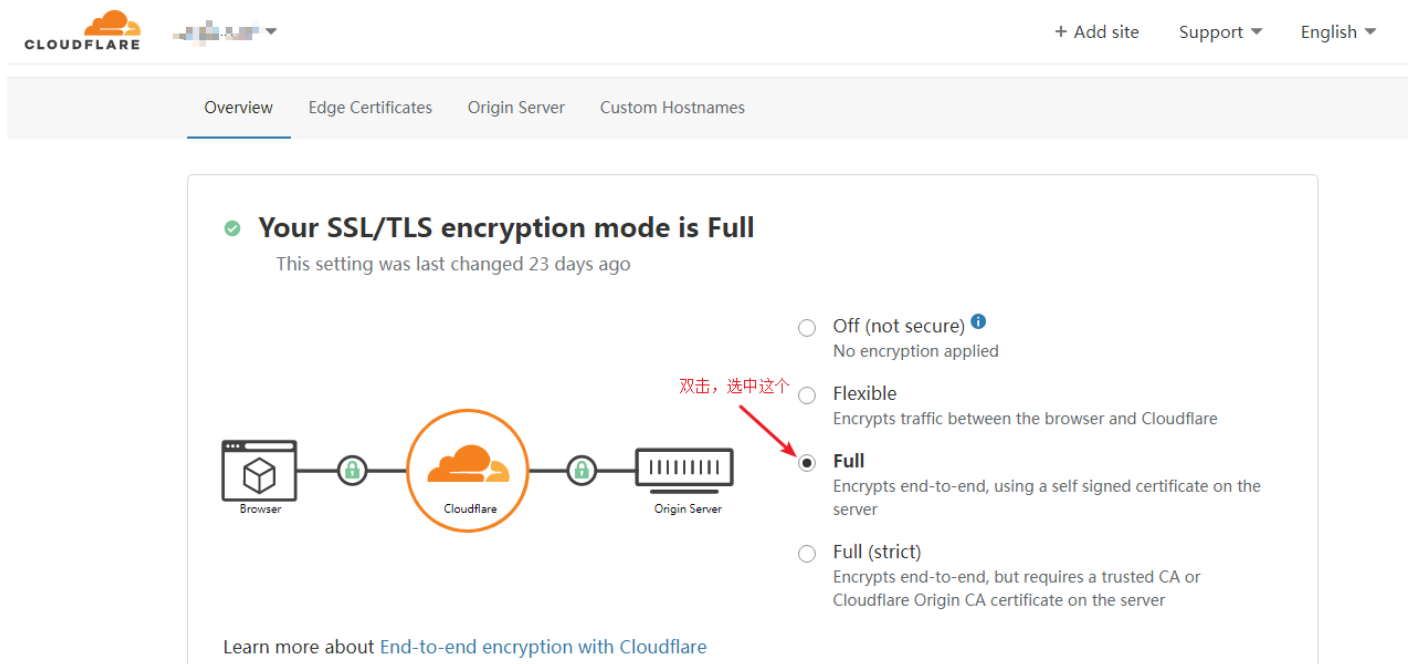 CLOUDFLARE
+ Add site Support English
Overview Edge Certificates Origin Server Custom Hostnames
Your SSL/TLS encryption mode is Full
This setting was last changed 23 days ago
Off (not secure)
No encryption applied
双击，选中这个
Flexible
Encrypts traffic between the browser and Cloudflare
Full
Encrypts end-to-end, using a self signed certificate on the
server
Browser Cloudflare Origin Server
Full (strict)
Encrypts end-to-end, but requires a trusted CA or
Cloudflare Origin CA certificate on the server
Learn more about End-to-end encryption with Cloudflare